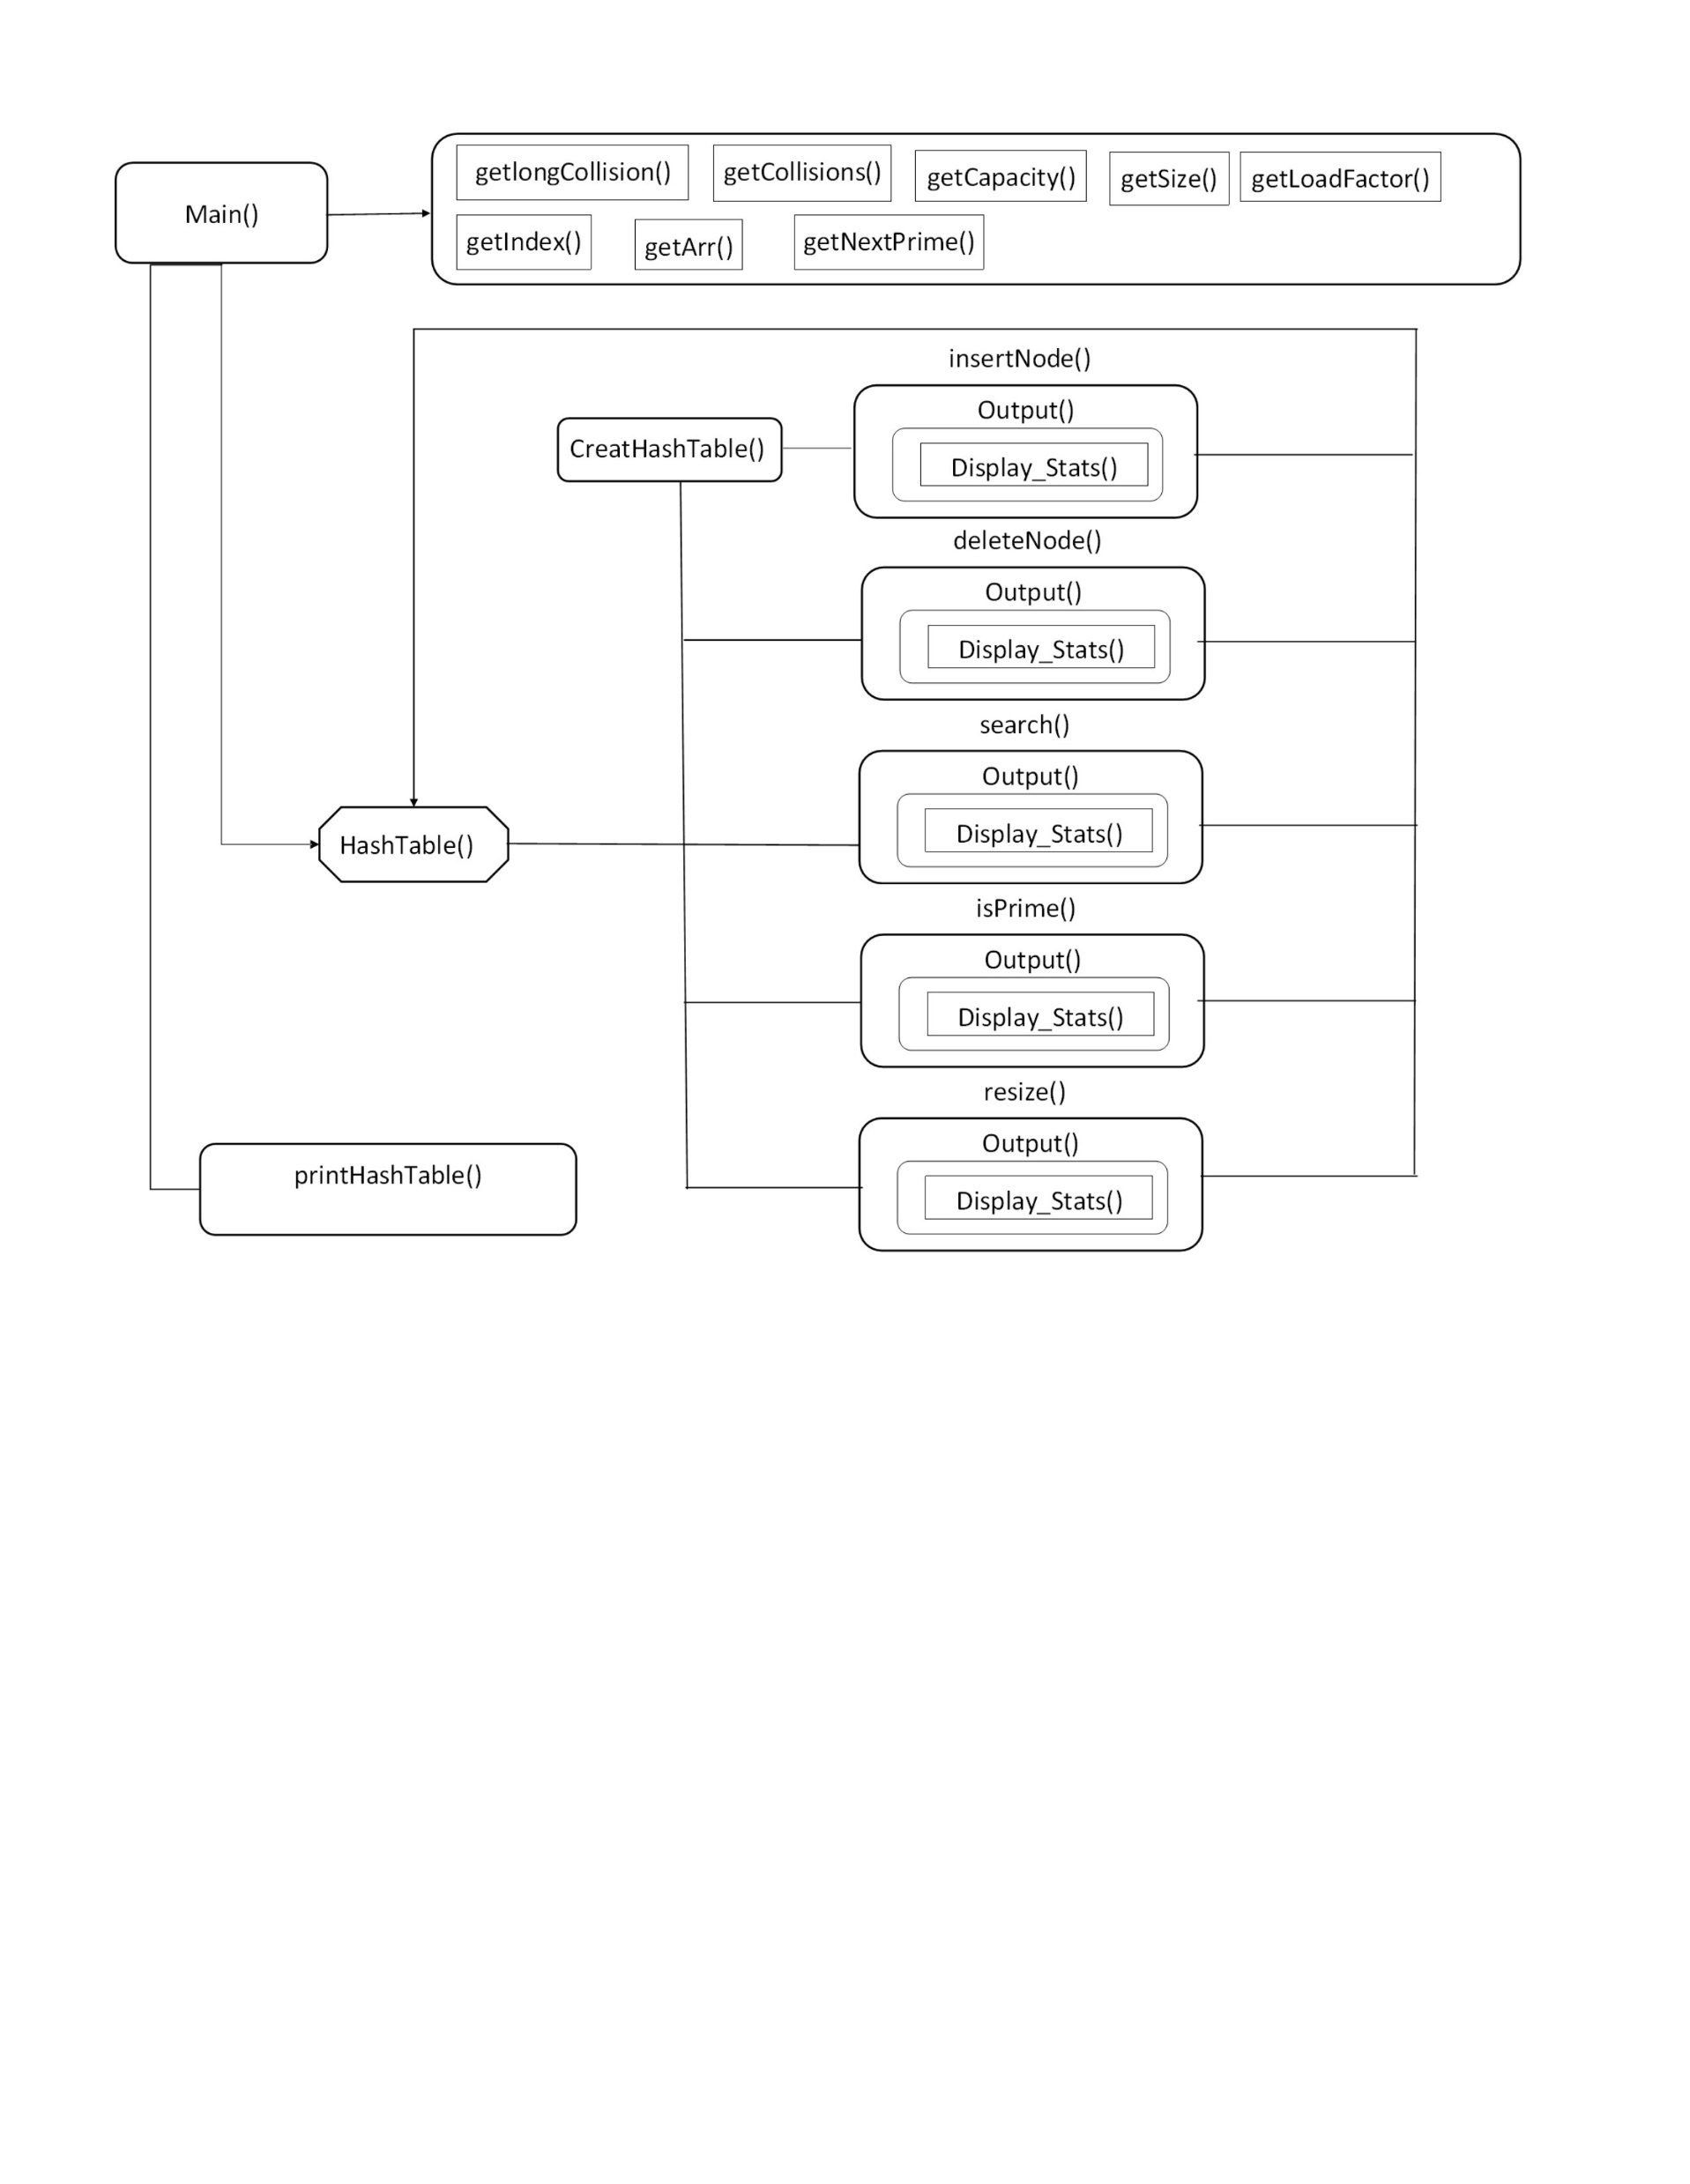 Main()
getlongCollision()
getCollisions()
getCapacity()
getSize()
getLoadFactor()
getIndex()
getArr()
getNextPrime()
insertNode()
CreatHashTable()
Output()
Display_Stats()
deleteNode()
Output()
Display_Stats()
search()
Output()
Display_Stats()
HashTable()
isPrime()
Output()
Display_Stats()
resize()
Output()
Display_Stats()
printHashTable()